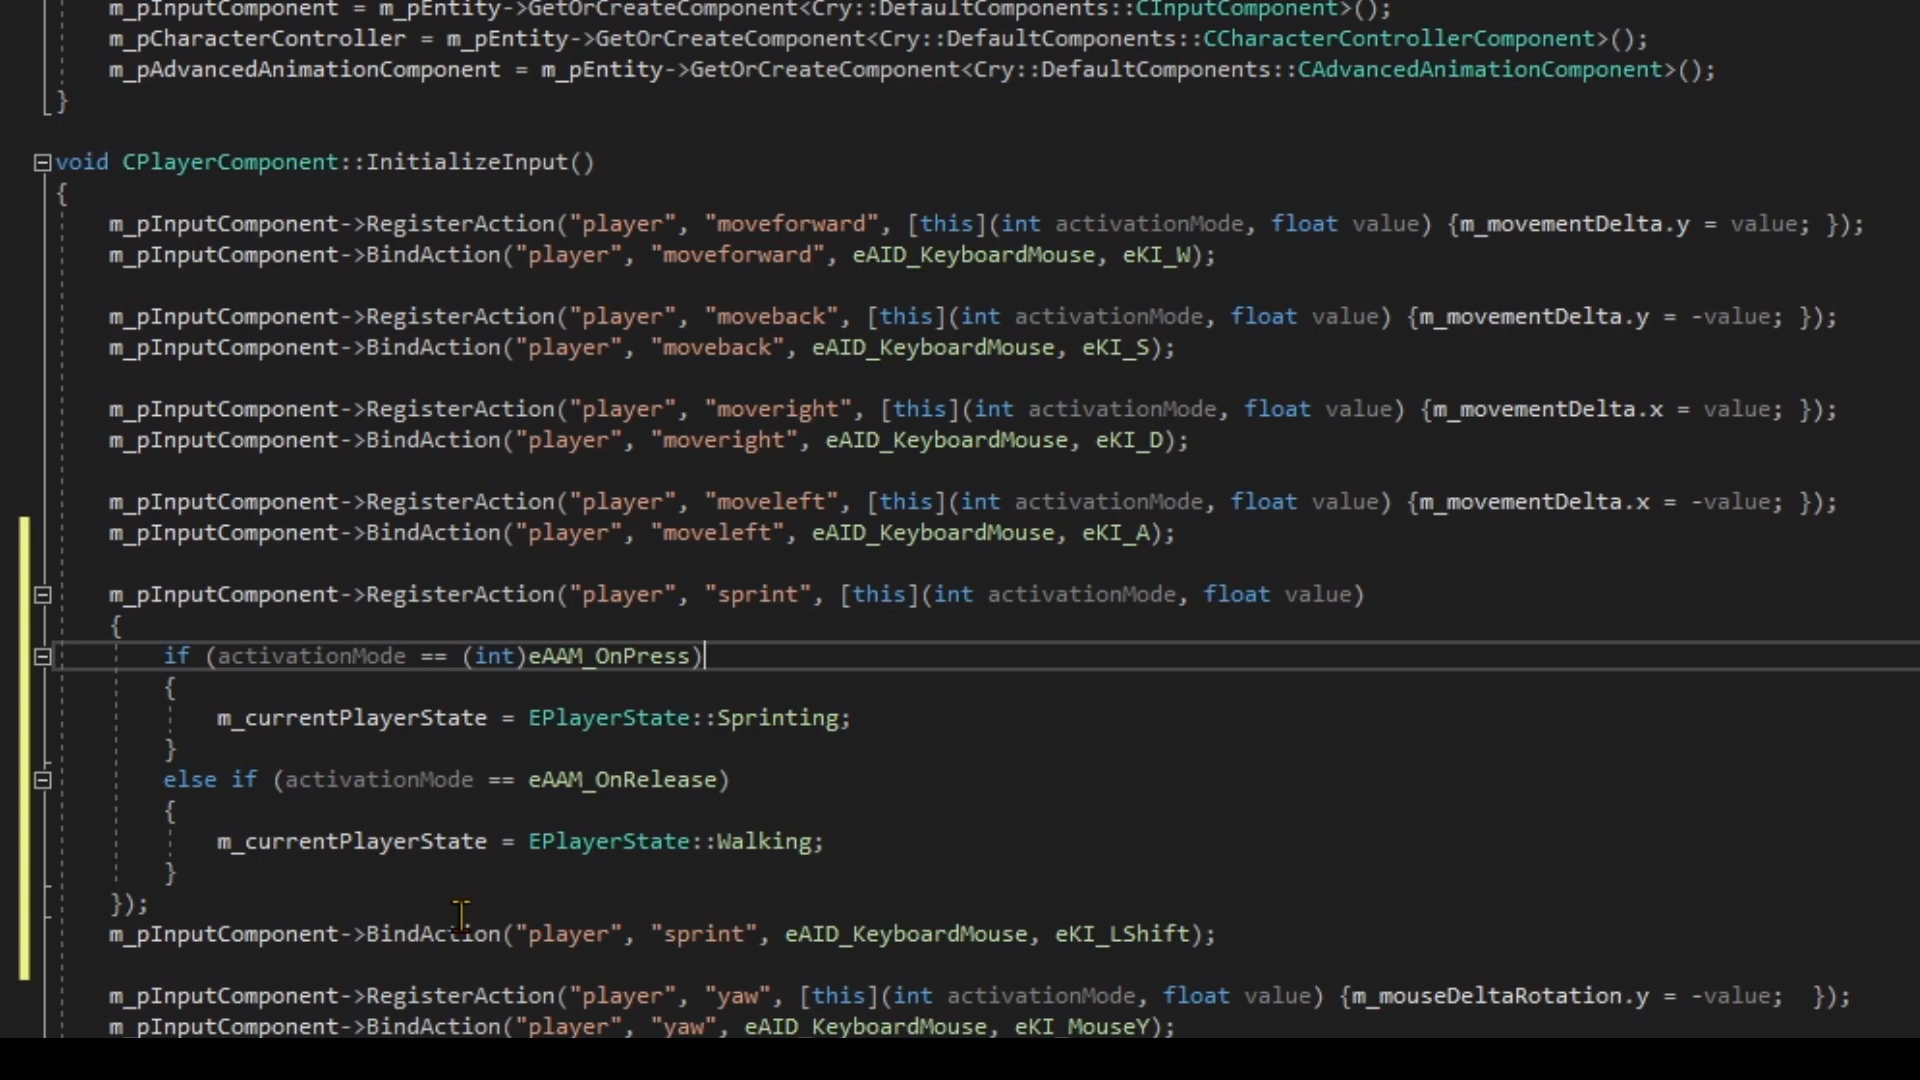 m_pInputComponent = m_pEntity->GetOrCreateComponent<Cry::DefaultComponents::CInputComponent>();
m_pCharacterController = m_pEntity->GetOrCreateComponent<Cry::DefaultComponents::CCharacterControllerComponent>();
m_pAdvancedAnimationComponent = m_pEntity->GetOrCreateComponent<Cry::DefaultComponents::CAdvancedAnimationComponent>();
}
void CPlayerComponent::InitializeInput()
{
m_pInputComponent->RegisterAction("player", "moveforward", [this](int activationMode, float value) {m_movementDelta.y = value; });
m_pInputComponent->BindAction("player", "moveforward", eAID_KeyboardMouse, eKI_W);
m_pInputComponent->RegisterAction("player", "moveback", [this](int activationMode, float value) {m_movementDelta.y = -value; });
m_pInputComponent->BindAction("player", "moveback", eAID_KeyboardMouse, eKI_S);
m_pInputComponent->RegisterAction("player", "moveright", [this](int activationMode, float value) {m_movementDelta.x = value; });
m_pInputComponent->BindAction("player", "moveright", eAID_KeyboardMouse, eKI_D);
m_pInputComponent->RegisterAction("player", "moveleft", [this](int activationMode, float value) {m_movementDelta.x = -value; });
m_pInputComponent->BindAction("player", "moveleft", eAID_KeyboardMouse, eKI_A);
m_pInputComponent->RegisterAction("player", "sprint", [this](int activationMode, float value)
{
if (activationMode == (int)eAAM_OnPress)
{
m_currentPlayerState = EPlayerState::Sprinting;
}
else if (activationMode == eAAM_OnRelease)
{
m_currentPlayerState = EPlayerState::Walking;
}
});
m_pInputComponent->BindAction("player", "sprint", eAID_KeyboardMouse, eKI_LShift);
m_pInputComponent->RegisterAction("player", "yaw", [this](int activationMode, float value) {m_mouseDeltaRotation.y = -value;  });
m_pInputComponent->BindAction("player", "yaw", eAID_KeyboardMouse, eKI_MouseY);